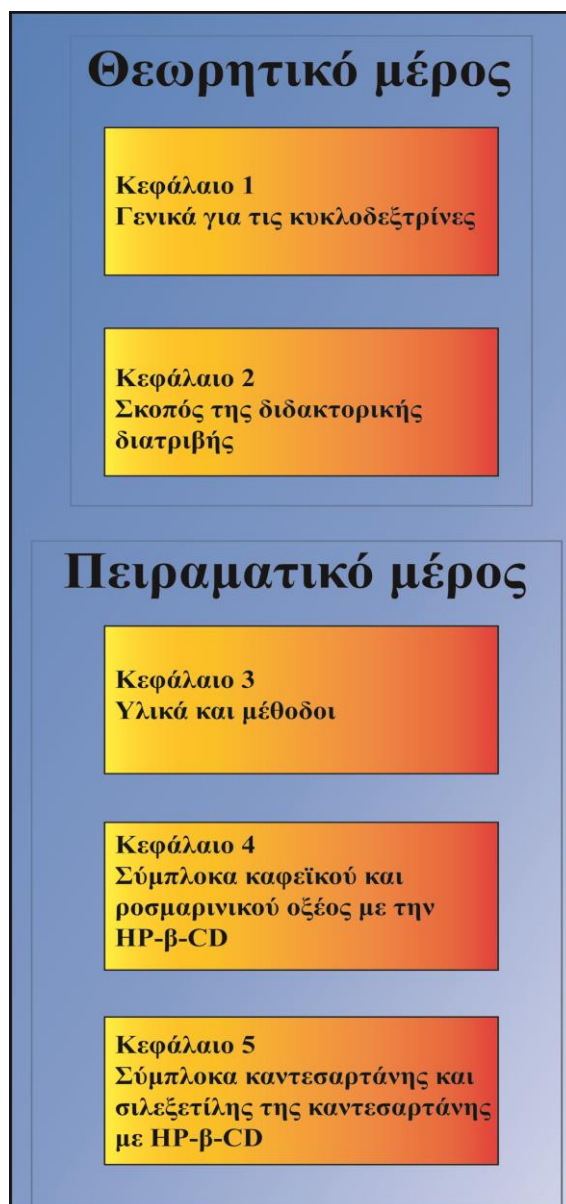 Θεωρητικό μέρος
Κεφάλαιο 1
Γενικά για τις κυκλοδεξτρίνες
Κεφάλαιο 2
Σκοπός της διδακτορικής
διατριβής
Πειραματικό μέρος
Κεφάλαιο 3
Υλικά και μέθοδοι
Κεφάλαιο 4
Σύμπλοκα καφεϊκού και
ροσμαρινικού οξέος με την
HP-β-CD
Κεφάλαιο 5
Σύμπλοκα καντεσαρτάνης και
σιλεξετίλης της καντεσαρτάνης
με HP-β-CD